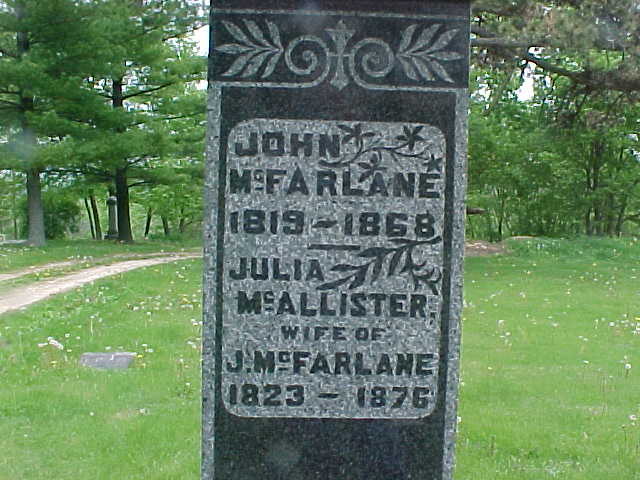 JOHN
McFARLANE
1819 ~ 1868
JULIA
McALLISTER,
WIFE OF
J. McFARLANE
1823 – 1876